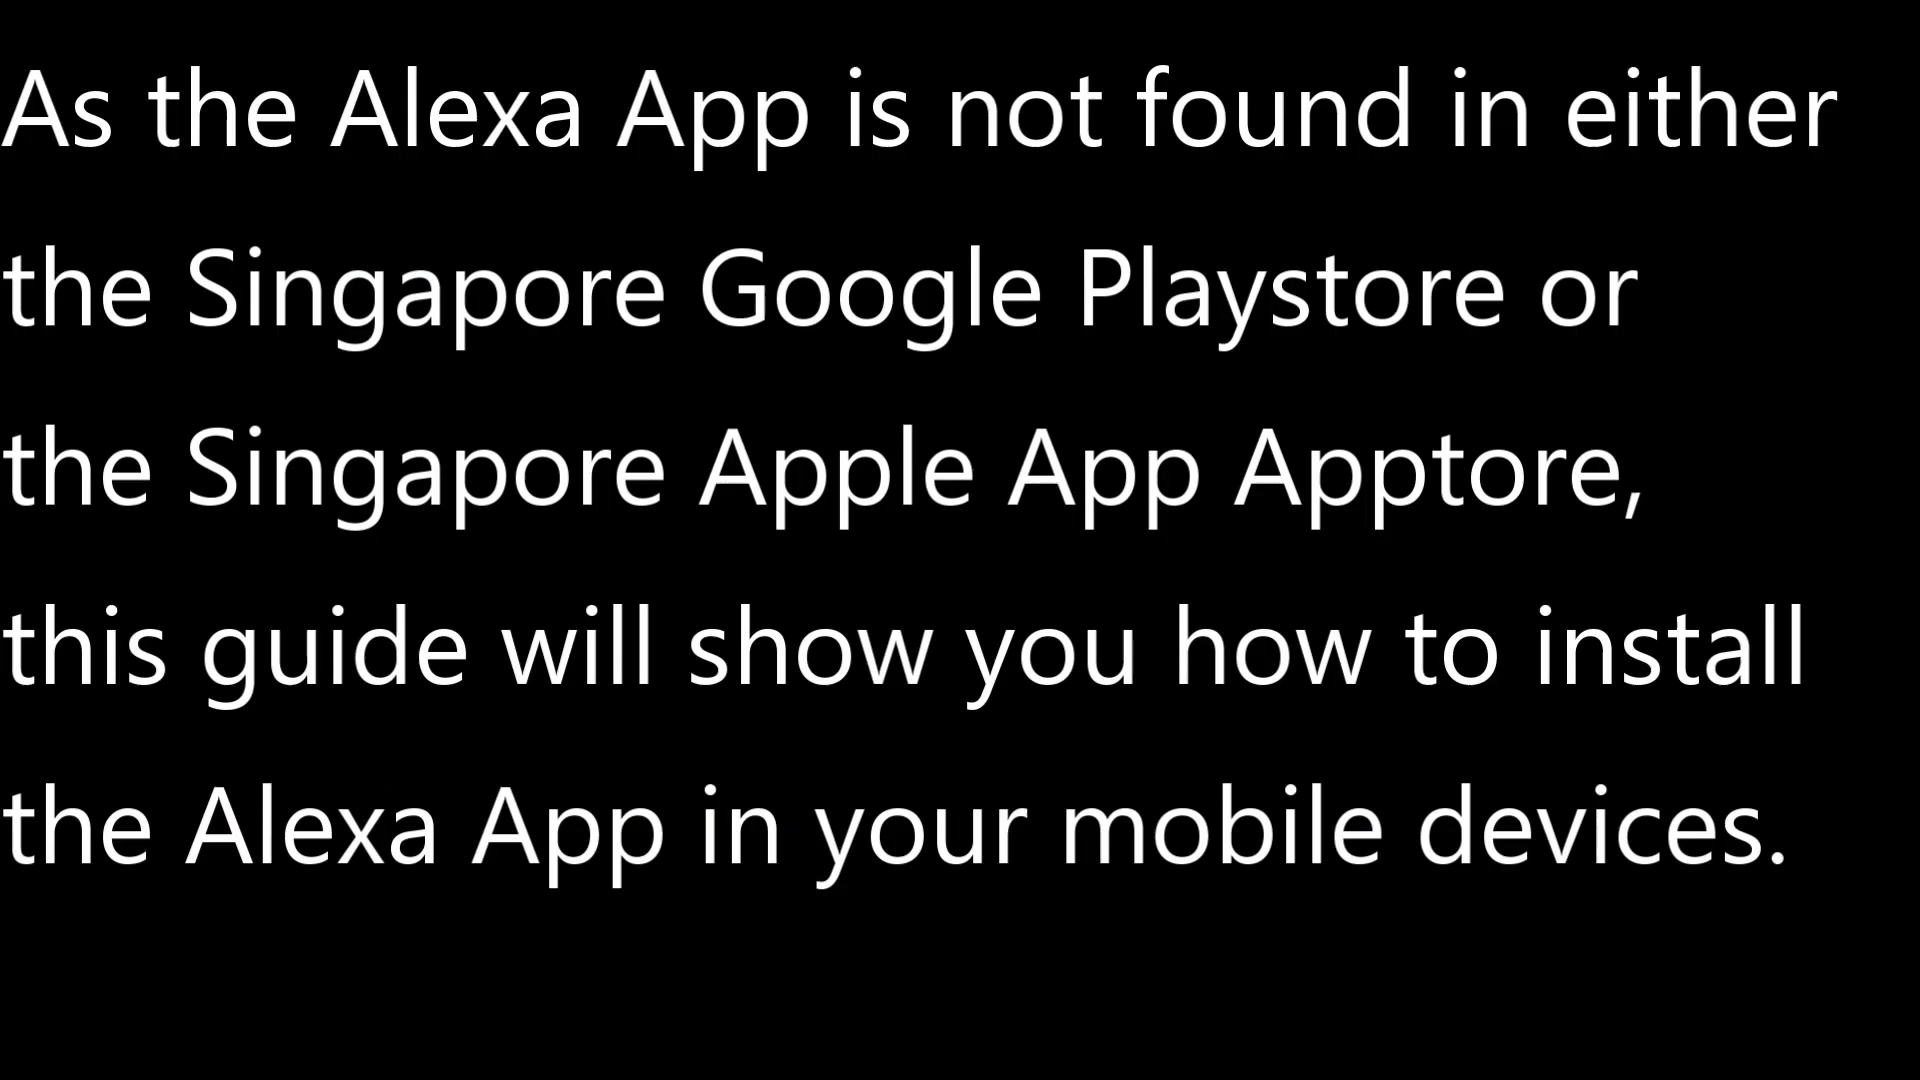 As the Alexa App is not found in either
the Singapore Google Playstore or
the Singapore Apple App Apptore,
this guide will show you how to install
the Alexa App in your mobile devices.